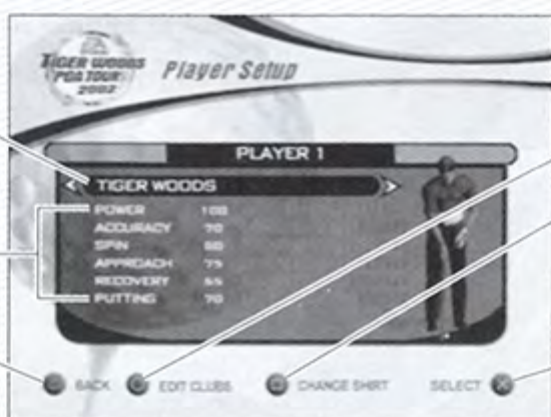 EA
TIGER WOODS
PGA TOUR
2002
Player Setup
PLAYER 1
TIGER WOODS
POWER 100
ACCURACY 70
SPIN 80
APPROACH 75
RECOVERY 65
PUTTING 70
BACK EDIT CLUBS CHANGE SHIRT SELECT